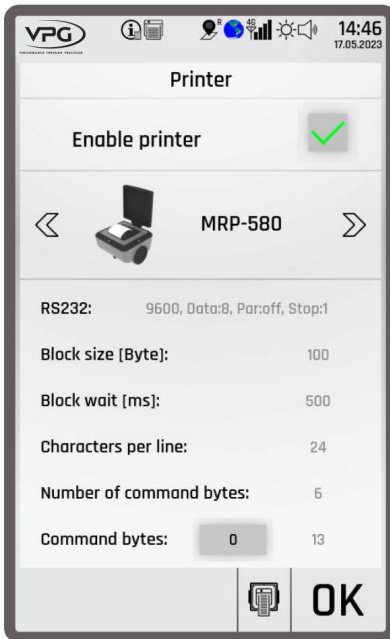 VPG
R
4G
14:46
17.05.2023
Printer
Enable printer
MRP-580
RS232: 9600, Data:8, Par:off, Stop:1
Block size [Byte]: 100
Block wait [ms]: 500
Characters per line: 24
Number of command bytes: 6
Command bytes: 0 13
OK